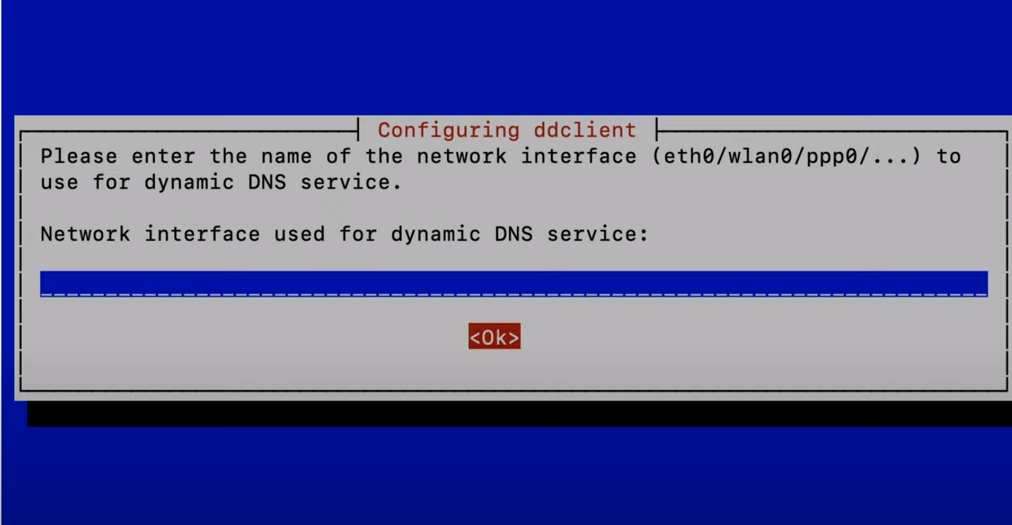 Configuring ddclient
Please enter the name of the network interface (eth0/wlan0/ppp0/...) to
use for dynamic DNS service.
Network interface used for dynamic DNS service:
<Ok>